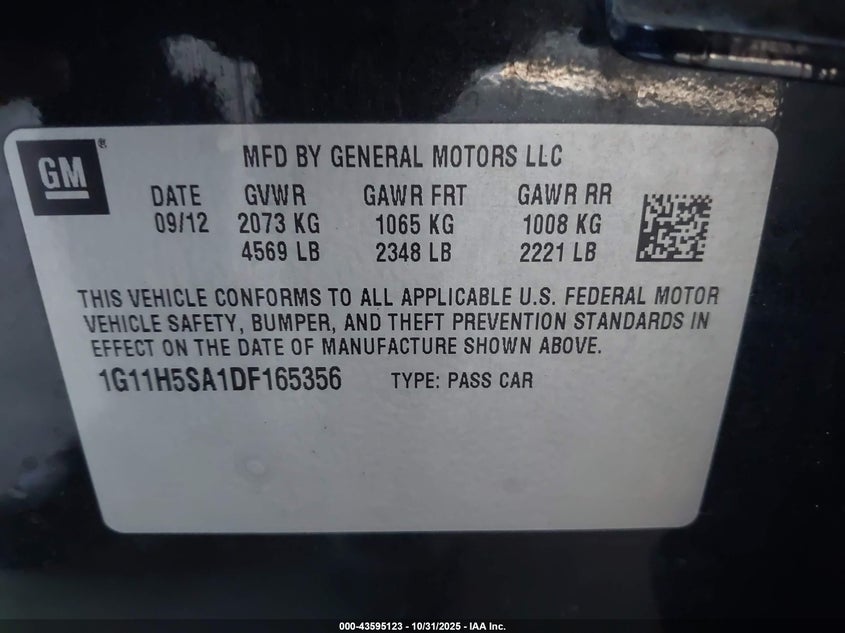 GM ®
MFD BY GENERAL MOTORS LLC
DATE GVWR GAWR FRT GAWR RR
09/12 2073 KG 1065 KG 1008 KG
4569 LB 2348 LB 2221 LB
THIS VEHICLE CONFORMS TO ALL APPLICABLE U.S. FEDERAL MOTOR
VEHICLE SAFETY, BUMPER, AND THEFT PREVENTION STANDARDS IN
EFFECT ON THE DATE OF MANUFACTURE SHOWN ABOVE.
1G11H5SA1DF165356 TYPE: PASS CAR
000-43595123 - 10/31/2025 - IAA Inc.